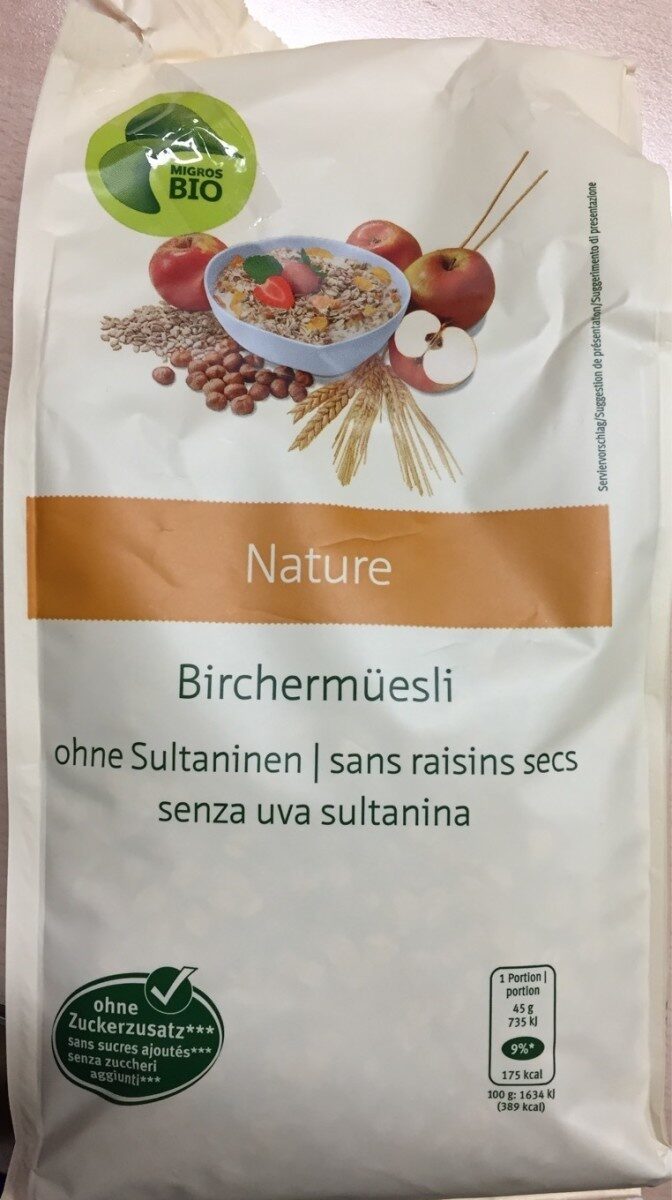 MIGROS
BIO
Serviervorschlag/Suggestion de présentation/Suggerimento di presentazione
Nature
Birchermüesli
ohne Sultaninen | sans raisins secs
senza uva sultanina
ohne
Zuckerzusatz***
sans sucres ajoutés***
senza zuccheri
aggiunti***
1 Portion |
portion
45 g
735 kJ
9%*
175 kcal
100 g: 1634 kJ
(389 kcal)